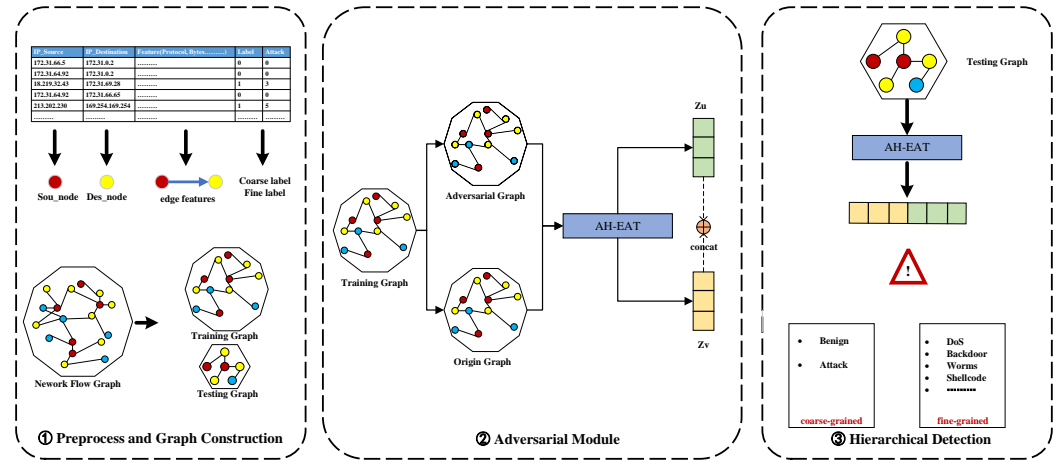 IP_Source IP_Destination Feature(Protocol, Bytes..........) Label Attack
172.31.66.5 172.31.0.2 .......... 0 0
172.31.64.92 172.31.0.2 .......... 0 0
18.219.32.43 172.31.69.28 .......... 1 3
172.31.64.92 172.31.66.65 .......... 0 0
213.202.230 169.254.169.254 .......... 1 5
.......... .......... .......... .......... ..........
Sou_node
Des_node
edge features
Coarse label
Fine label
Nework Flow Graph
Training Graph
Testing Graph
① Preprocess and Graph Construction
Training Graph
Adversarial Graph
Origin Graph
AH-EAT
Zu
concat
Zv
② Adversarial Module
Testing Graph
AH-EAT
!
• Benign
• Attack
coarse-grained
• DoS
• Backdoor
• Worms
• Shellcode
• ----------
fine-grained
③ Hierarchical Detection